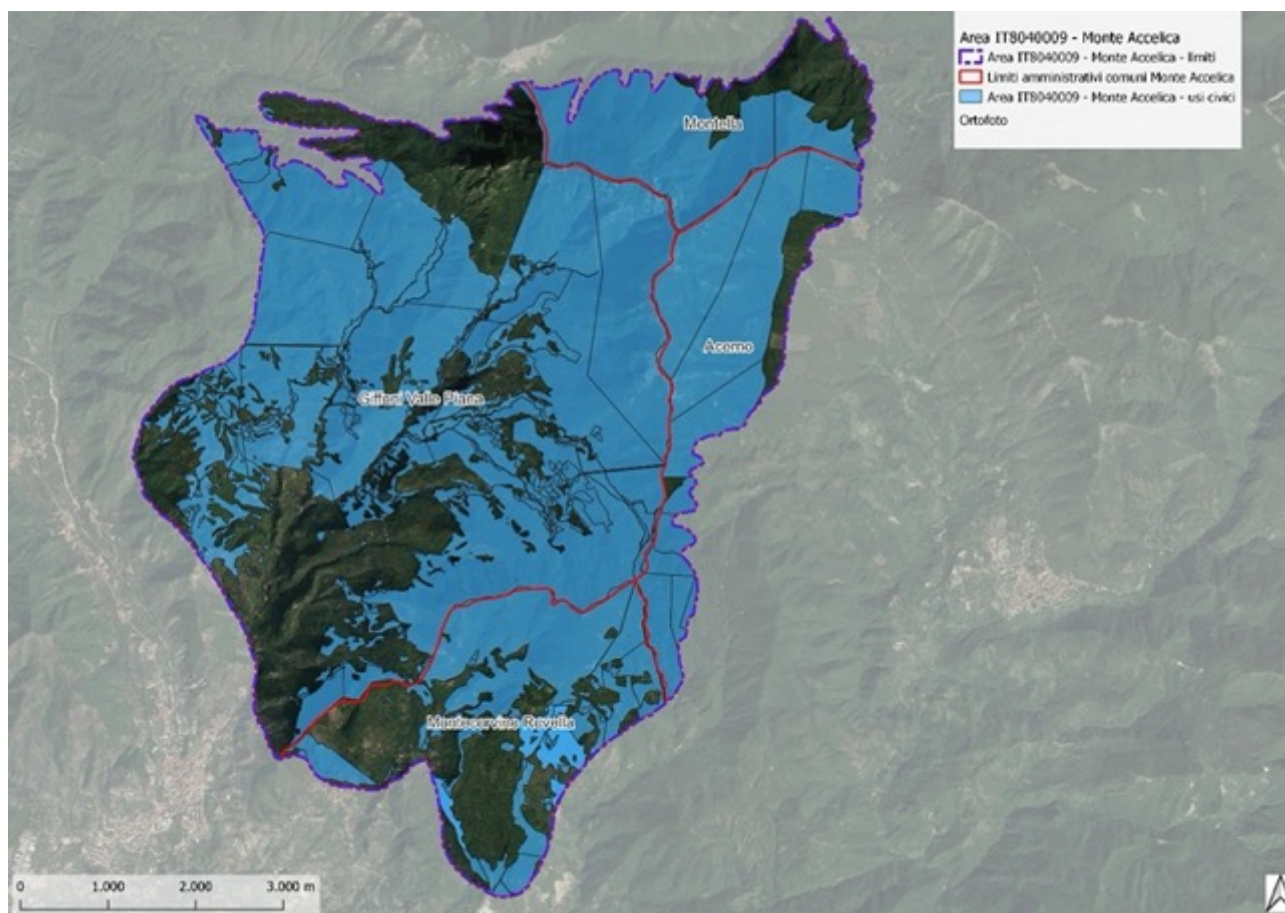 Area IT8040009 - Monte Accelica
Area IT8040009 - Monte Accelica - limiti
Limiti amministrativi comuni Monte Accelica
Area IT8040009 - Monte Accelica - usi civici
Ortofoto
Montella
Acerno
Giffoni Valle Piana
Montecorvino Rovella
0 1.000 2.000 3.000 m